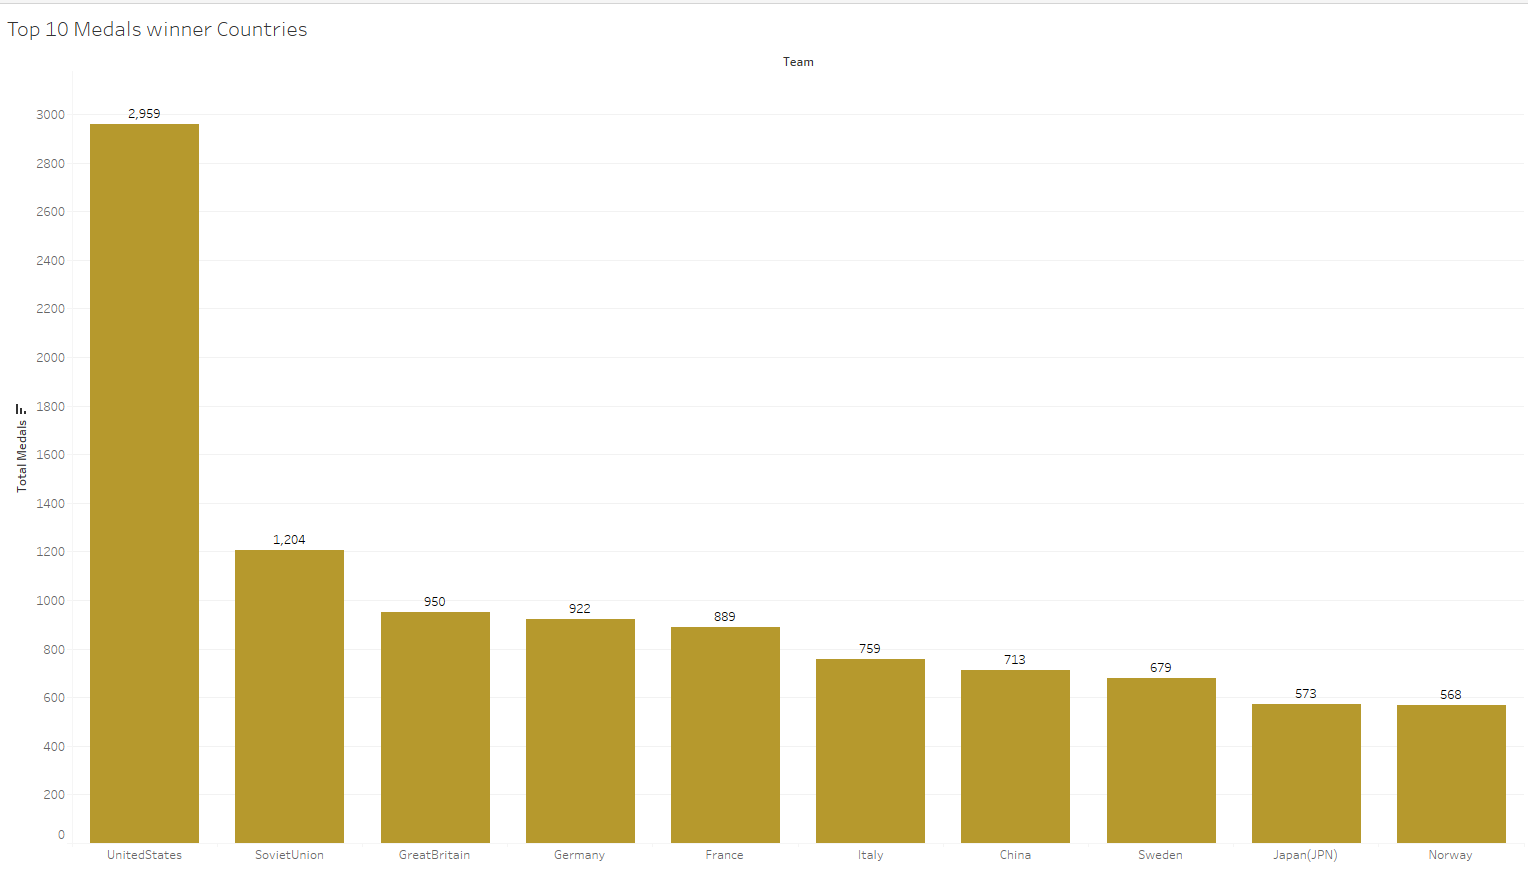 Top 10 Medals winner Countries
Team
Total Medals
3000
2800
2600
2400
2200
2000
1800
1600
1400
1200
1000
800
600
400
200
0
2,959
1,204
950
922
889
759
713
679
573
568
UnitedStates
SovietUnion
GreatBritain
Germany
France
Italy
China
Sweden
Japan(JPN)
Norway